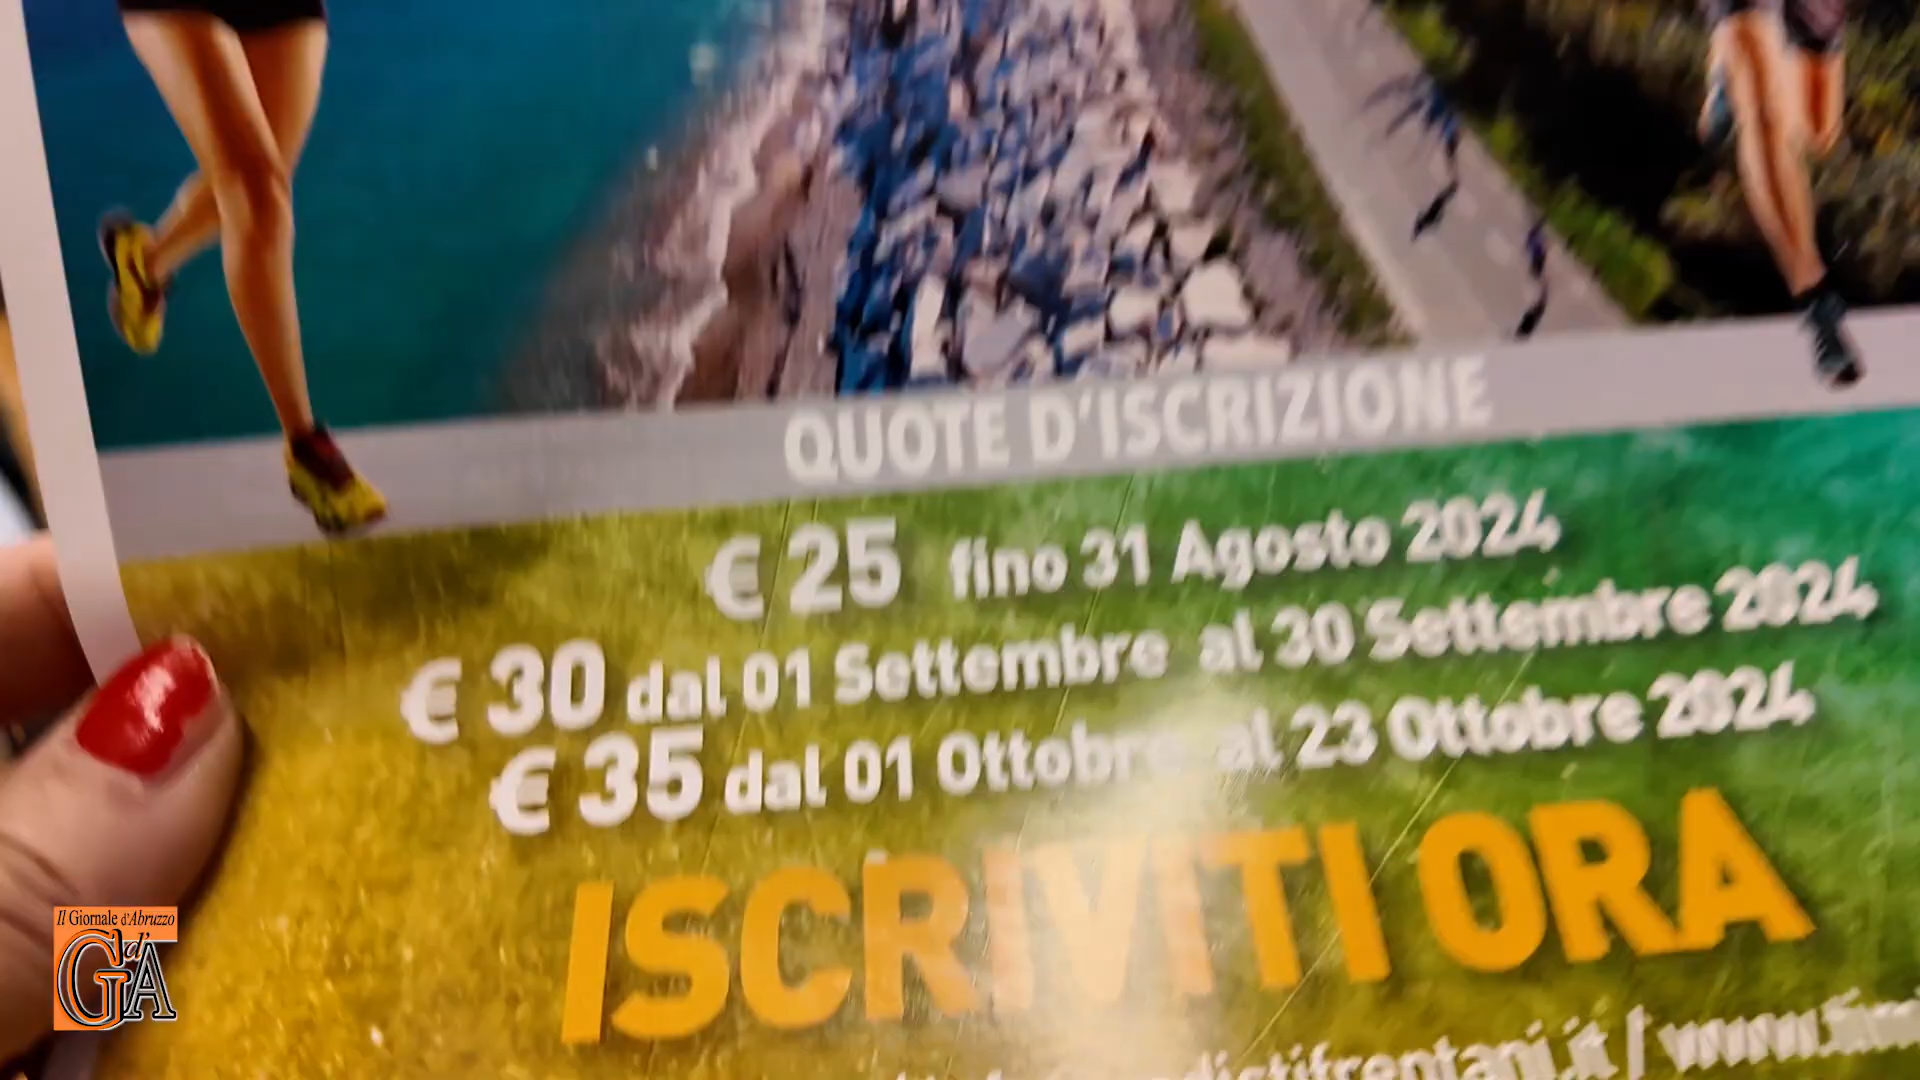 QUOTE D'ISCRIZIONE
€ 25 fino 31 Agosto 2024
€ 30 dal 01 Settembre al 30 Settembre 2024
€ 35 dal 01 Ottobre al 23 Ottobre 2024
ISCRIVITI ORA
Il Giornale d'Abruzzo
Gd'A